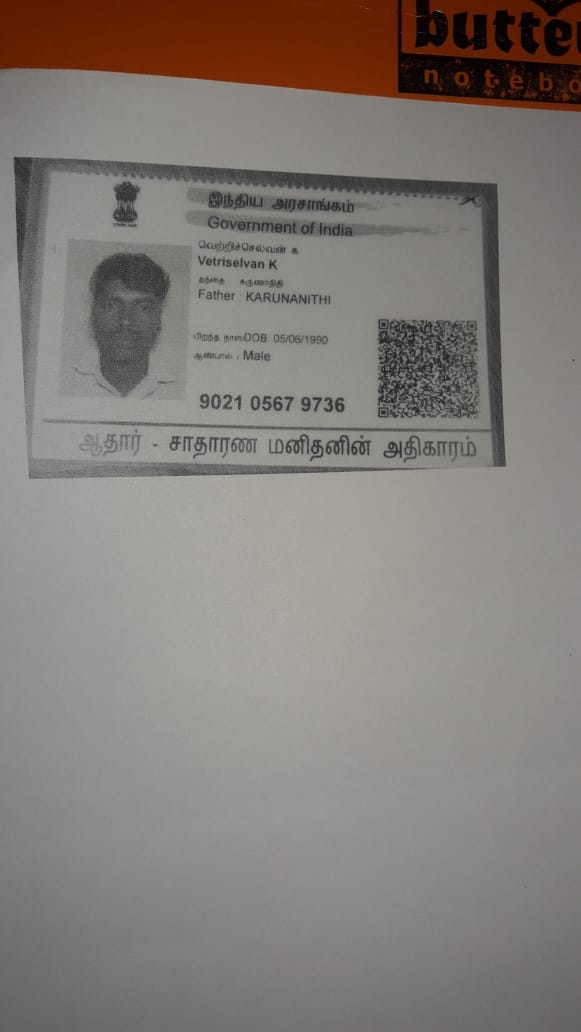 butte
notebo
இந்திய அரசாங்கம்
Government of India
வெற்றிச்செல்வன் க
Vetriselvan K
தந்தை : கருணாநிதி
Father : KARUNANITHI
பிறந்த நாள்/DOB: 05/06/1990
ஆண்பால் / Male
9021 0567 9736
ஆதார் - சாதாரண மனிதனின் அதிகாரம்